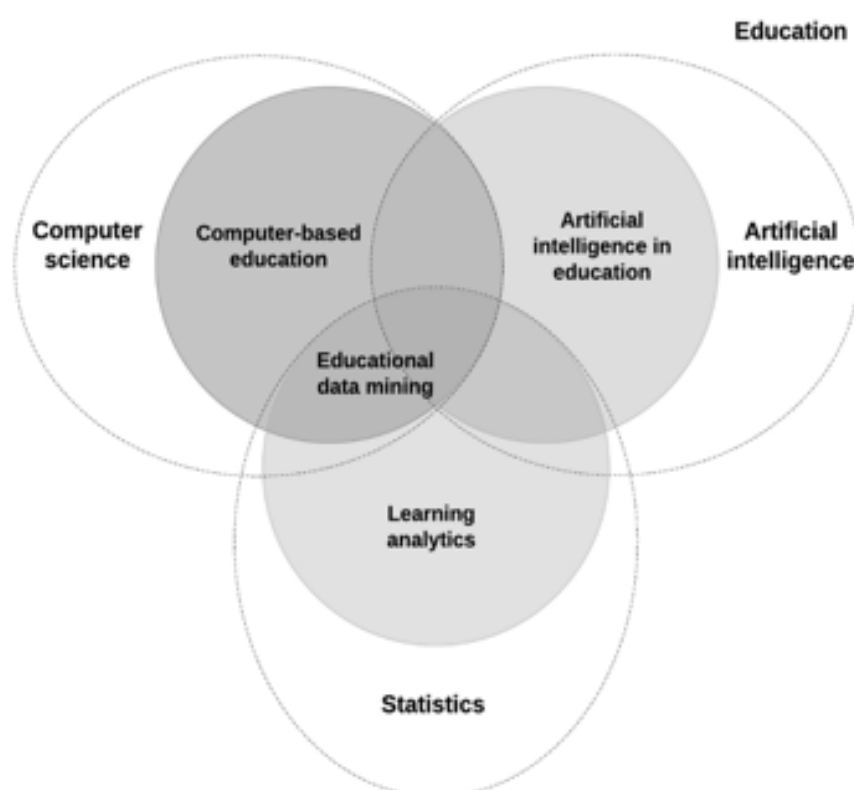 Education
Computer
science
Computer-based
education
Artificial
intelligence in
education
Artificial
intelligence
Educational
data mining
Learning
analytics
Statistics